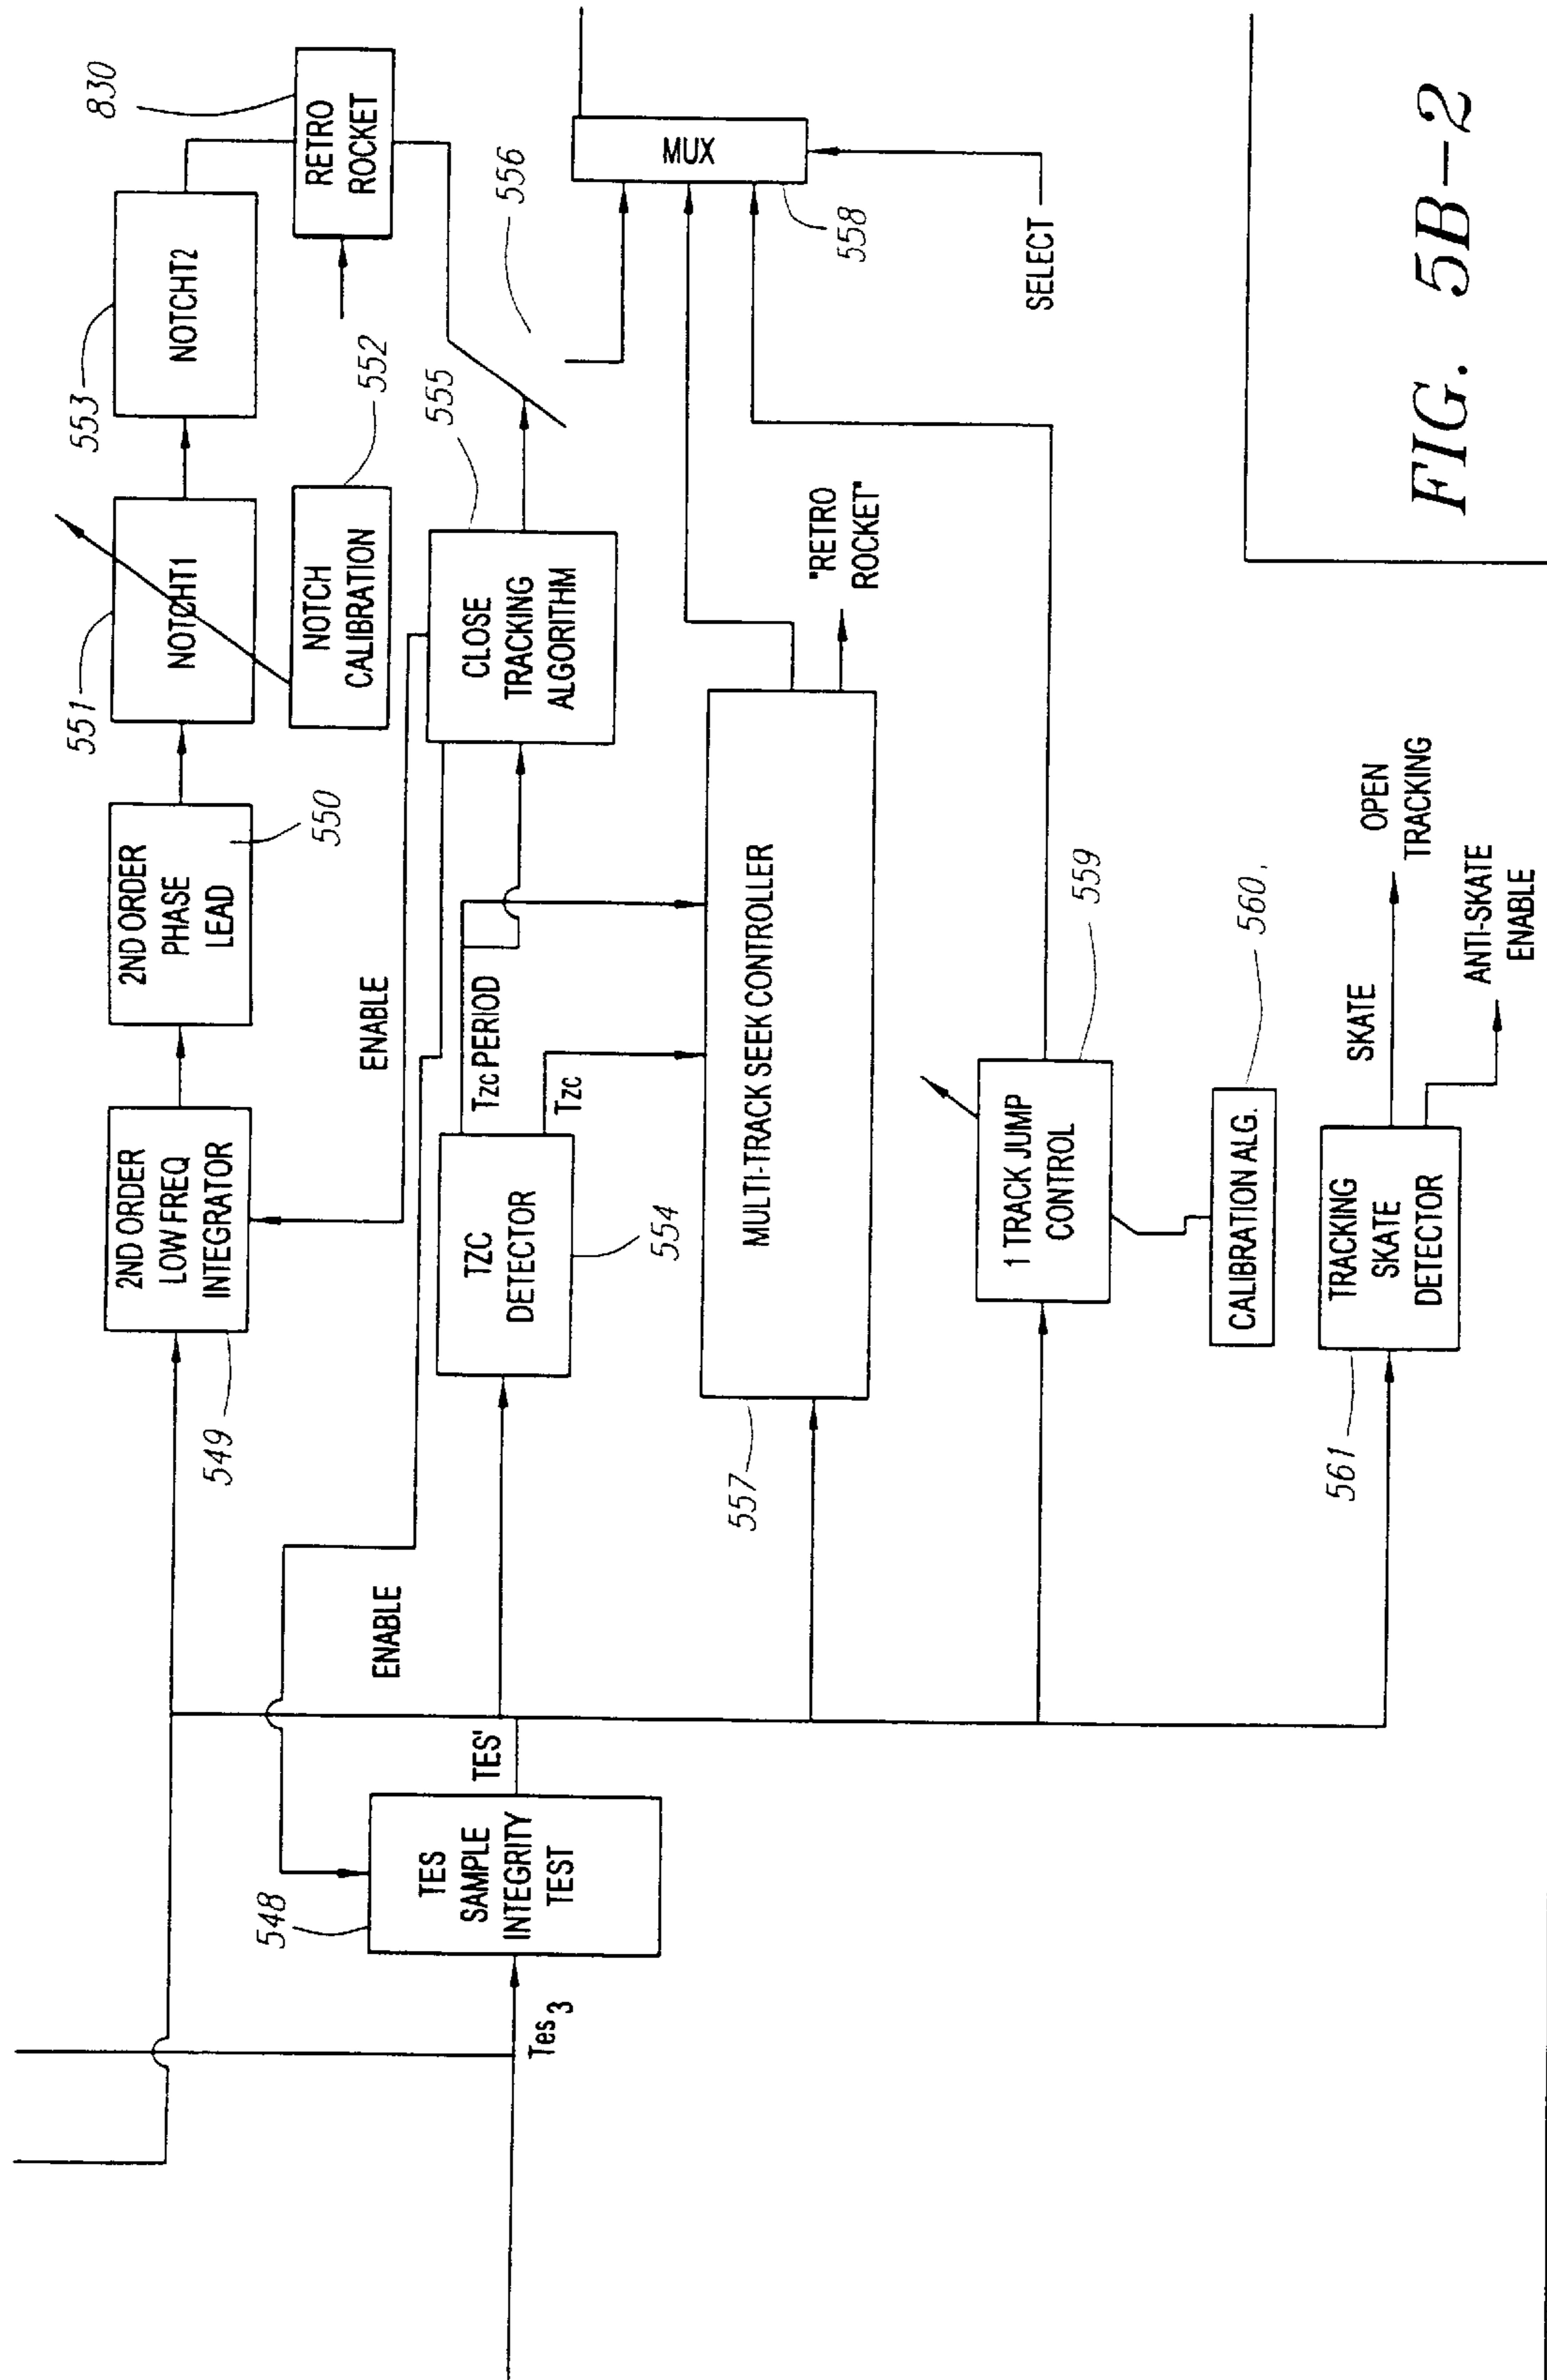 830
RETRO
ROCKET
553
NOTCHT2
551
NOTCHT1
552
NOTCH
CALIBRATION
550
2ND ORDER
PHASE
LEAD
2ND ORDER
LOW FREQ
INTEGRATOR
549
ENABLE
ENABLE
555
CLOSE
TRACKING
ALGORITHM
556
MUX
558
SELECT
Tzc PERIOD
Tzc
TZC
DETECTOR
554
TES'
TES
SAMPLE
INTEGRITY
TEST
548
Tes3
MULTI-TRACK SEEK CONTROLLER
557
"RETRO
ROCKET"
1 TRACK JUMP
CONTROL
559
CALIBRATION ALG.
560.
TRACKING
SKATE
DETECTOR
561
SKATE
OPEN
TRACKING
ANTI-SKATE
ENABLE
FIG. 5B-2